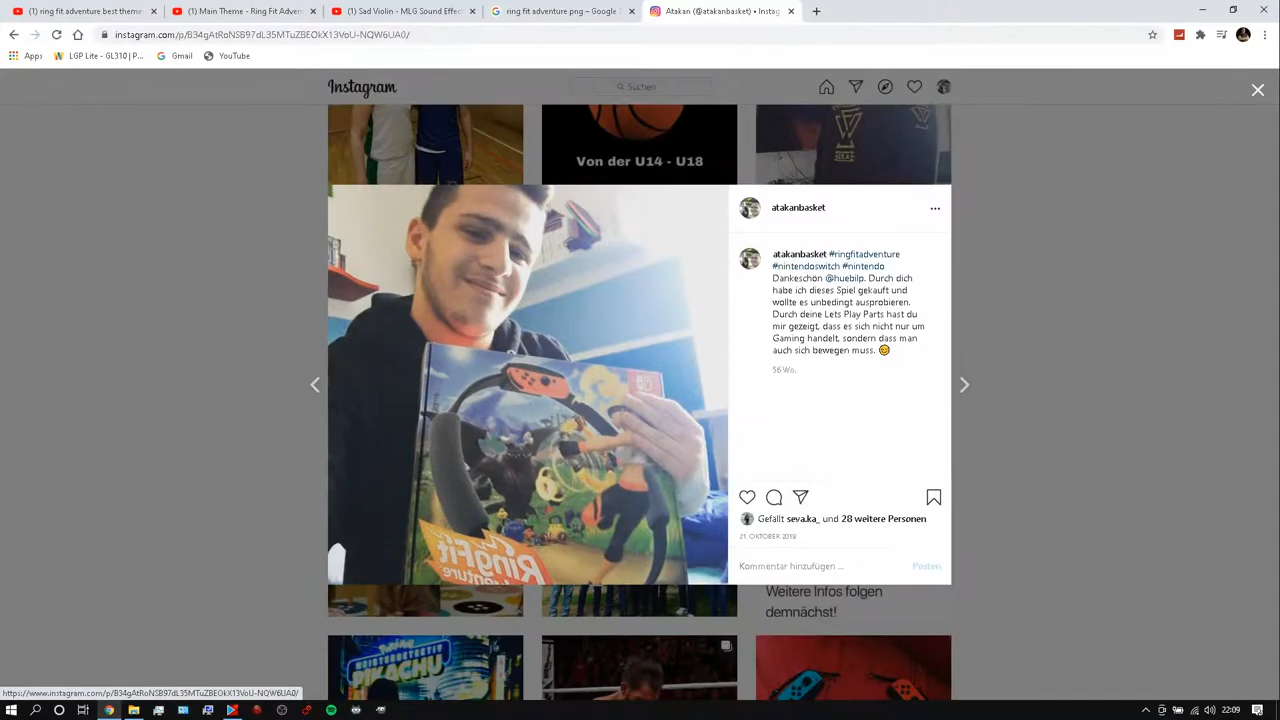 (1) ring fit adventure best theme
(1) Main Theme - Ring Fit Adven
(1) Sad Violin - MLG Sound Effec
ring fit adventure png – Google S
Atakan (@atakanbasket) • Instag
instagram.com/p/B34gAtRoNSB97dL35MTuZBEOkX13VoU-NQW6UA0/
Apps
LGP Lite - GL310 | P...
Gmail
YouTube
Instagram
Suchen
Von der U14 - U18
atakanbasket
atakanbasket #ringfitadventure
#nintendoswitch #nintendo
Dankeschön @huebilp. Durch dich
habe ich dieses Spiel gekauft und
wollte es unbedingt ausprobieren.
Durch deine Lets Play Parts hast du
mir gezeigt, dass es sich nicht nur um
Gaming handelt, sondern dass man
auch sich bewegen muss.
56 Wo.
RingFit
Gefällt seva.ka_ und 28 weitere Personen
21. OKTOBER 2019
Kommentar hinzufügen ...
Posten
Weitere Infos folgen
demnächst!
MEISTERDETEKTIV
PIKACHU
https://www.instagram.com/p/B34gAtRoNSB97dL35MTuZBEOkX13VoU-NQW6UA0/
22:09